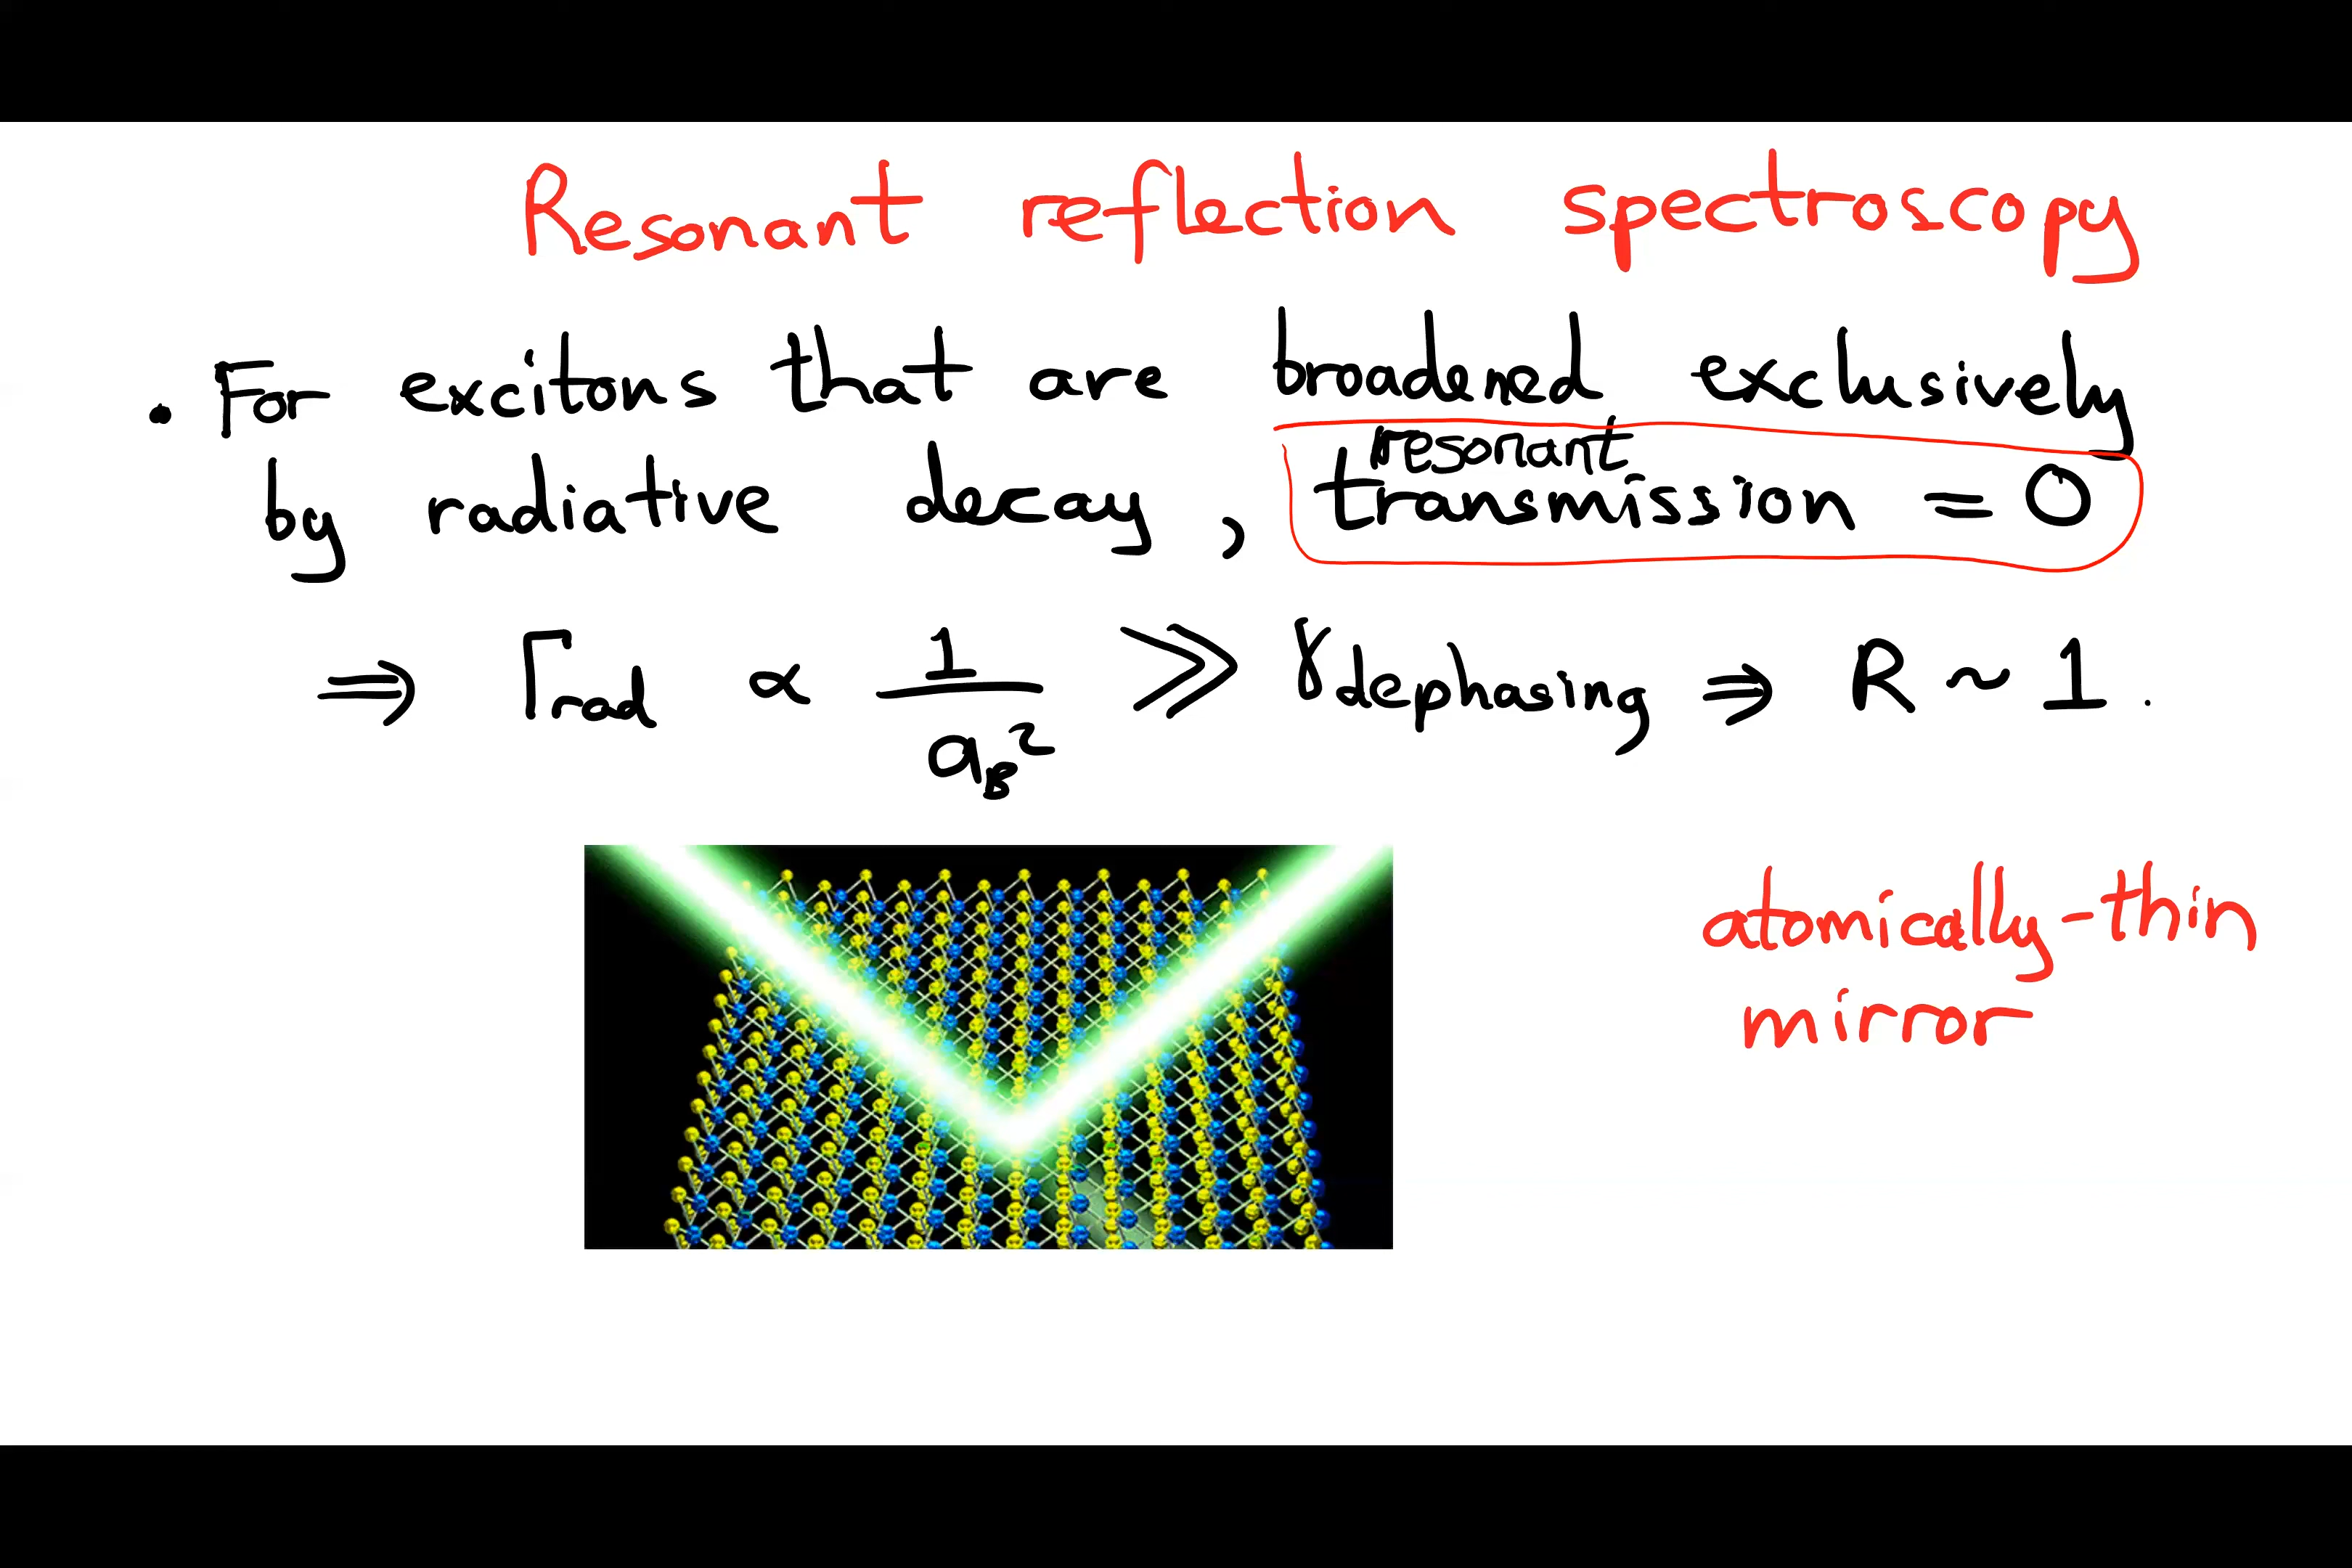 Resonant reflection spectroscopy
. For excitons that are broadened exclusively
resonant
by radiative decay, transmission = 0
⇒ Γrad ∝ 1/a_B² ≫ γdephasing ⇒ R ~ 1.
atomically-thin
mirror